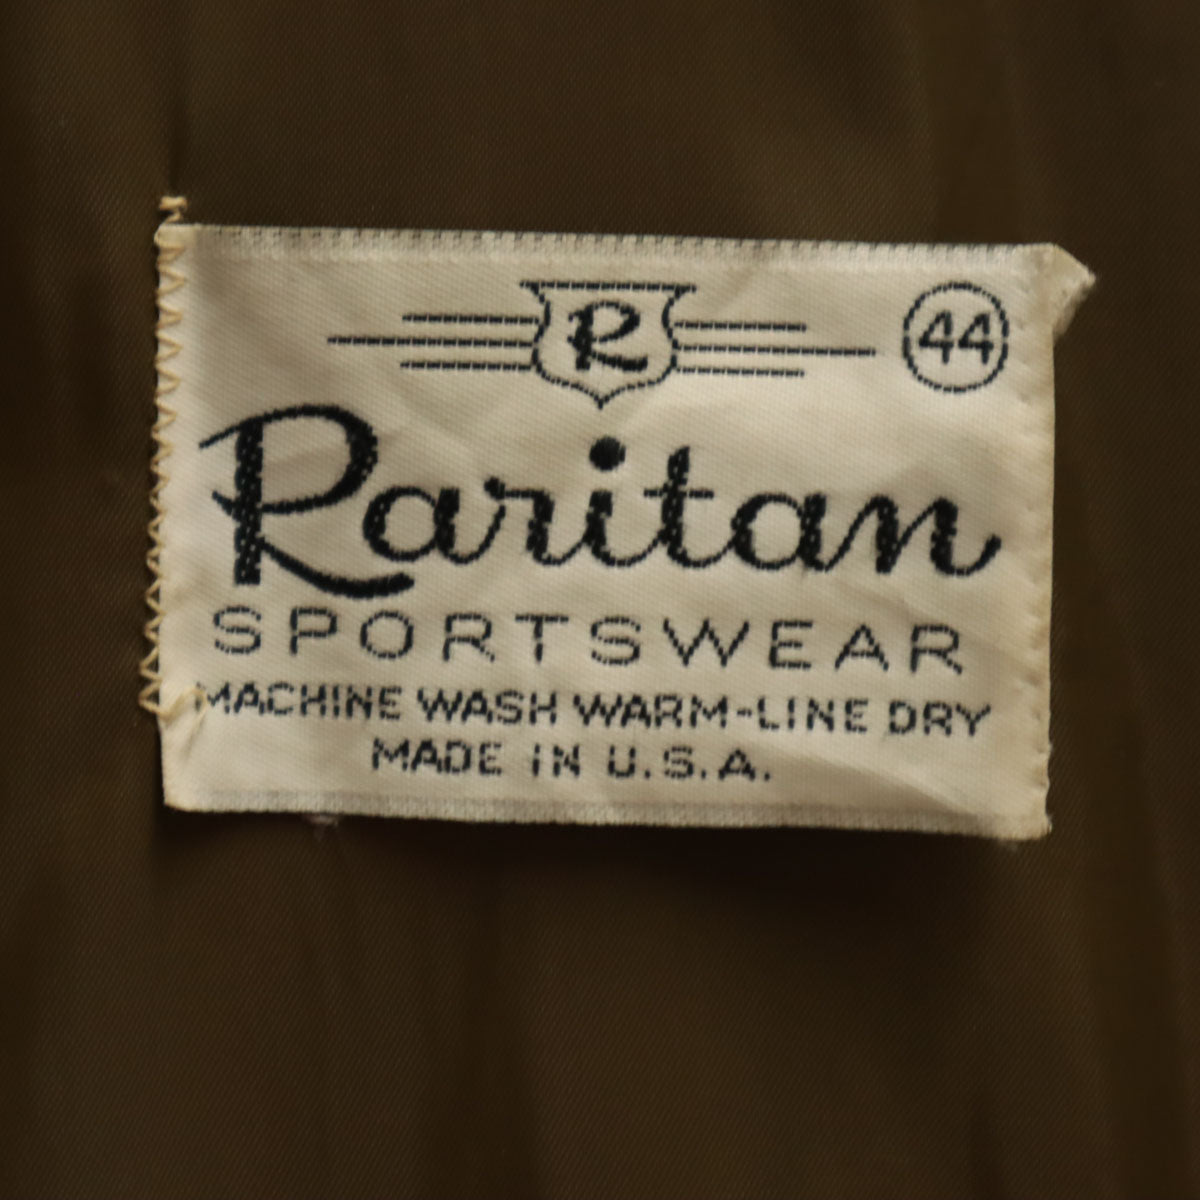 R
44
Raritan
SPORTSWEAR
MACHINE WASH WARM-LINE DRY
MADE IN U.S.A.